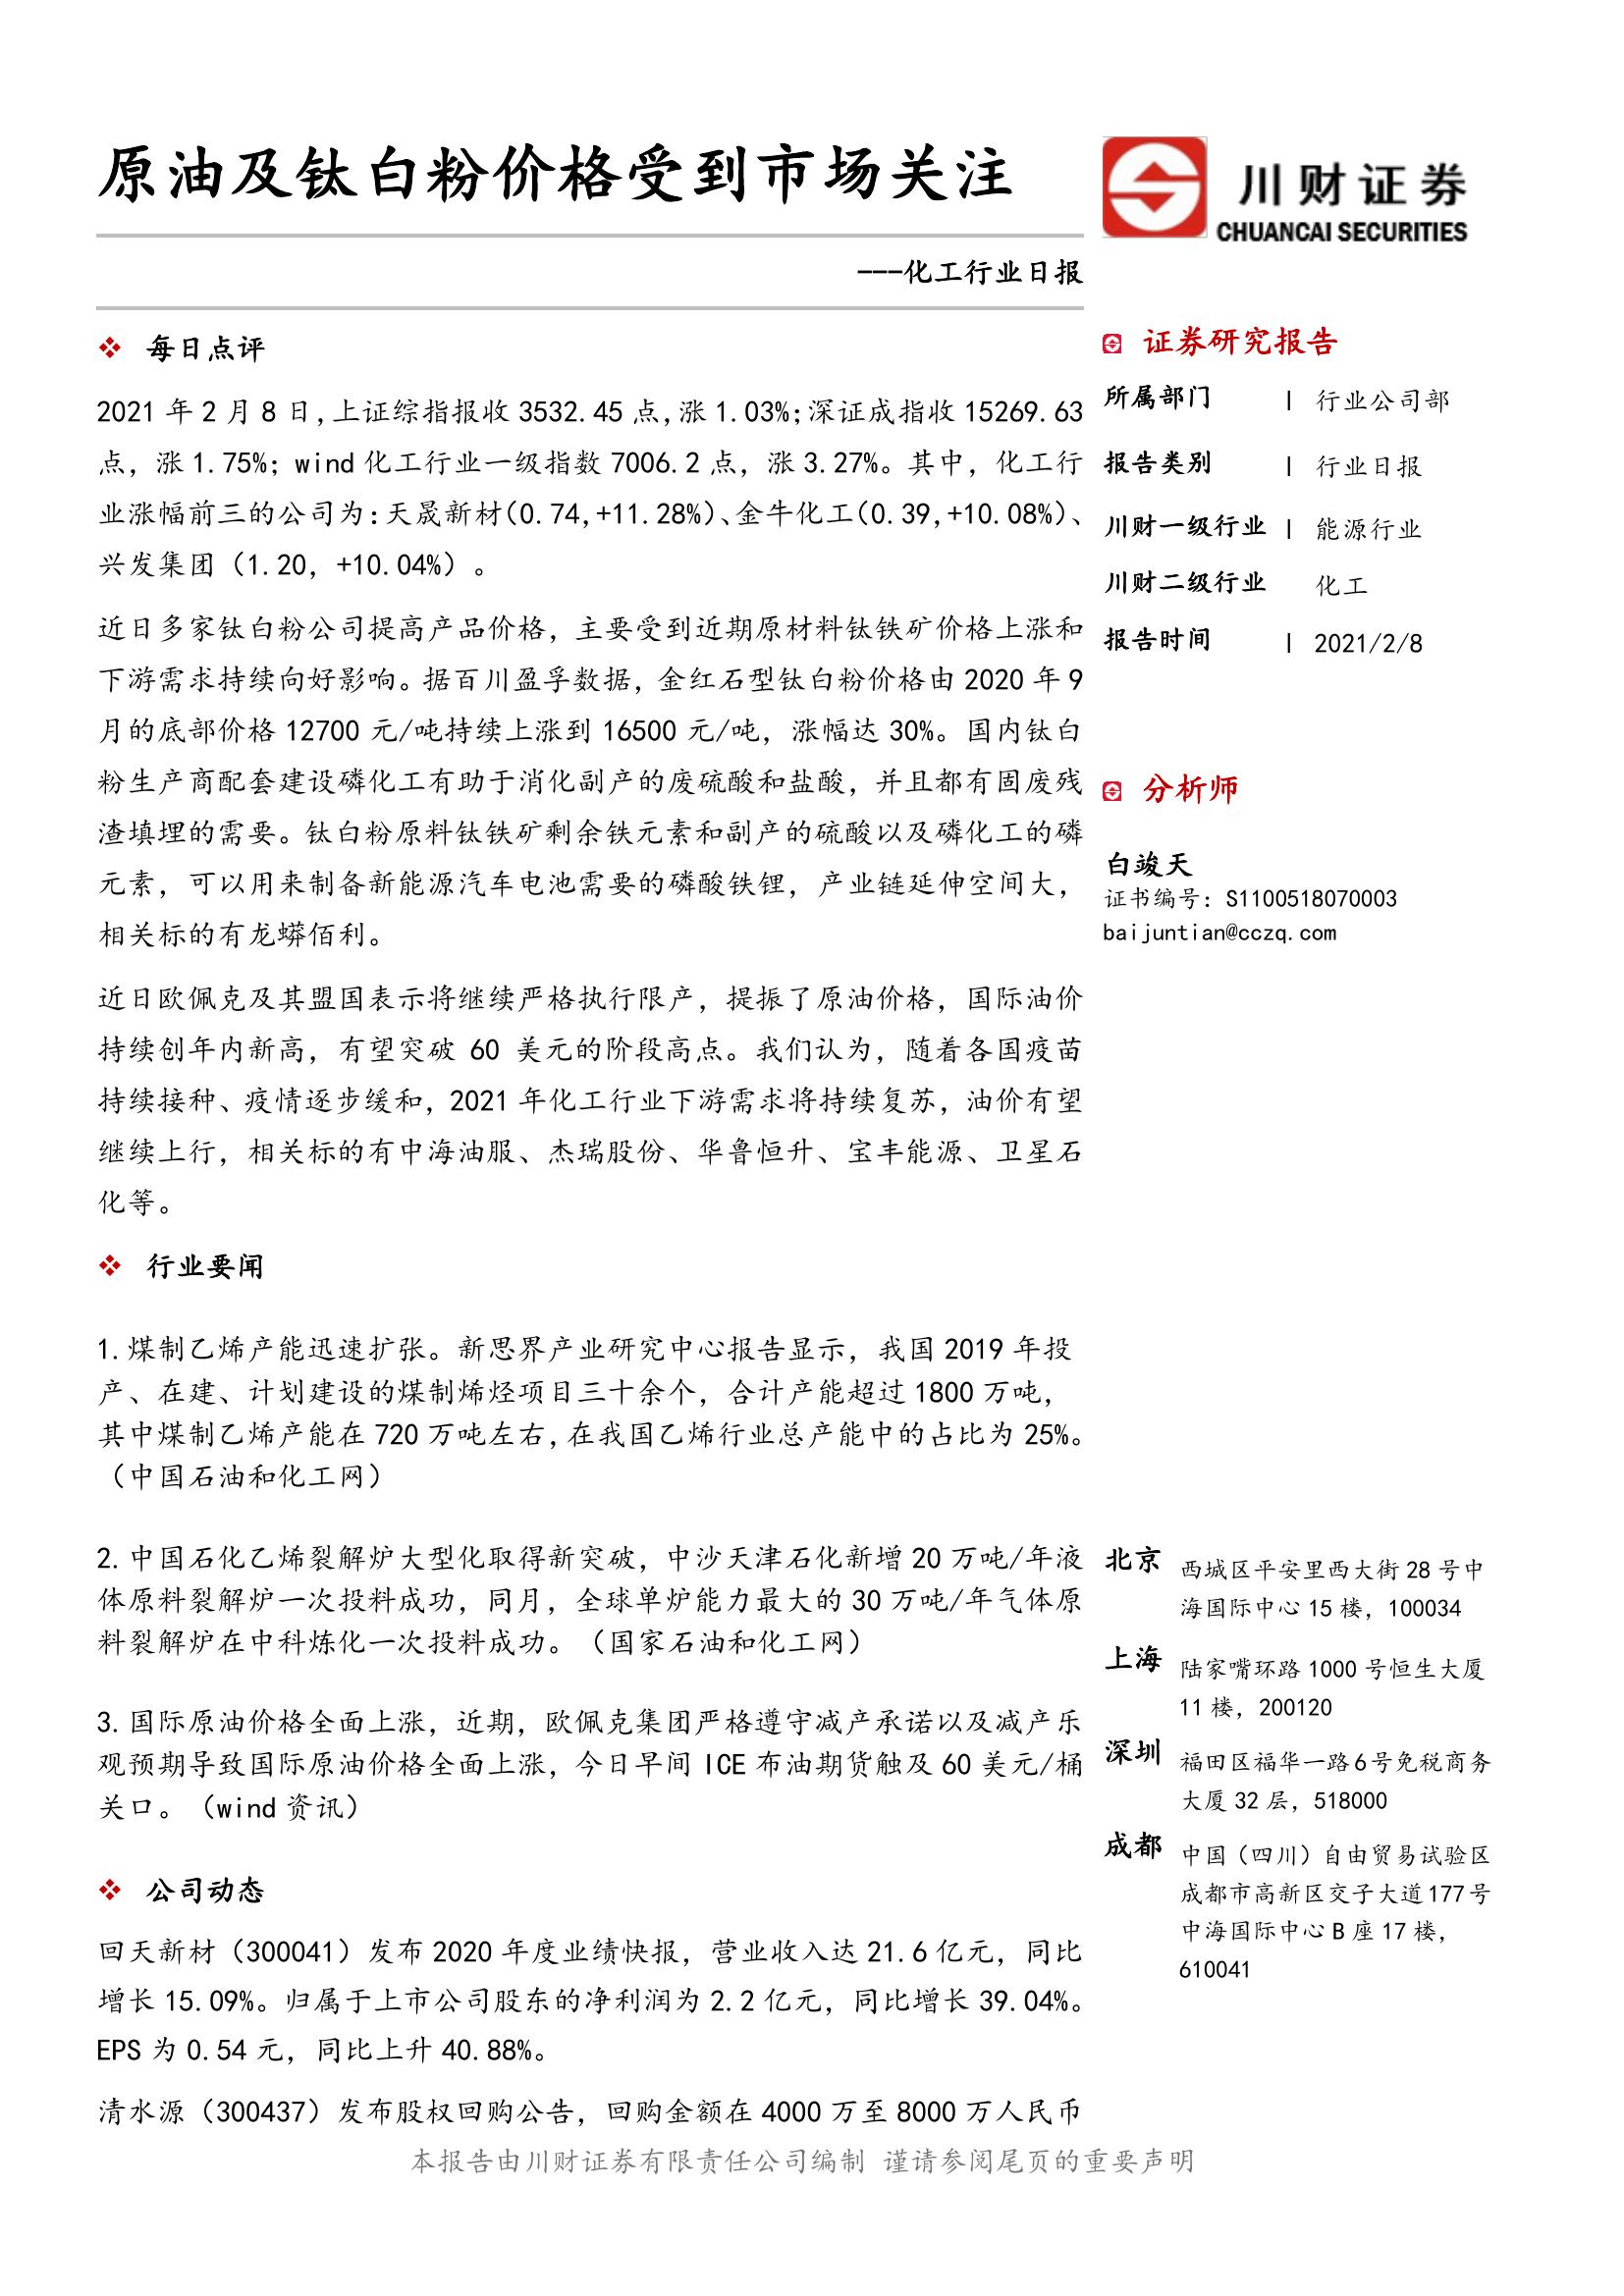 原油及钛白粉价格受到市场关注
---化工行业日报
❖ 每日点评
2021 年 2 月 8 日，上证综指报收 3532.45 点，涨 1.03%；深证成指收 15269.63
点，涨 1.75%；wind 化工行业一级指数 7006.2 点，涨 3.27%。其中，化工行
业涨幅前三的公司为：天晟新材（0.74，+11.28%）、金牛化工（0.39，+10.08%）、
兴发集团（1.20，+10.04%）。
近日多家钛白粉公司提高产品价格，主要受到近期原材料钛铁矿价格上涨和
下游需求持续向好影响。据百川盈孚数据，金红石型钛白粉价格由 2020 年 9
月的底部价格 12700 元/吨持续上涨到 16500 元/吨，涨幅达 30%。国内钛白
粉生产商配套建设磷化工有助于消化副产的废硫酸和盐酸，并且都有固废残
渣填埋的需要。钛白粉原料钛铁矿剩余铁元素和副产的硫酸以及磷化工的磷
元素，可以用来制备新能源汽车电池需要的磷酸铁锂，产业链延伸空间大，
相关标的有龙蟒佰利。
近日欧佩克及其盟国表示将继续严格执行限产，提振了原油价格，国际油价
持续创年内新高，有望突破 60 美元的阶段高点。我们认为，随着各国疫苗
持续接种、疫情逐步缓和，2021 年化工行业下游需求将持续复苏，油价有望
继续上行，相关标的有中海油服、杰瑞股份、华鲁恒升、宝丰能源、卫星石
化等。
❖ 行业要闻
1.煤制乙烯产能迅速扩张。新思界产业研究中心报告显示，我国 2019 年投
产、在建、计划建设的煤制烯烃项目三十余个，合计产能超过 1800 万吨，
其中煤制乙烯产能在 720 万吨左右，在我国乙烯行业总产能中的占比为 25%。
（中国石油和化工网）
2.中国石化乙烯裂解炉大型化取得新突破，中沙天津石化新增 20 万吨/年液
体原料裂解炉一次投料成功，同月，全球单炉能力最大的 30 万吨/年气体原
料裂解炉在中科炼化一次投料成功。（国家石油和化工网）
3.国际原油价格全面上涨，近期，欧佩克集团严格遵守减产承诺以及减产乐
观预期导致国际原油价格全面上涨，今日早间 ICE 布油期货触及 60 美元/桶
关口。（wind 资讯）
❖ 公司动态
回天新材（300041）发布 2020 年度业绩快报，营业收入达 21.6 亿元，同比
增长 15.09%。归属于上市公司股东的净利润为 2.2 亿元，同比增长 39.04%。
EPS 为 0.54 元，同比上升 40.88%。
清水源（300437）发布股权回购公告，回购金额在 4000 万至 8000 万人民币
川财证券
CHUANCAI SECURITIES
证券研究报告
所属部门 | 行业公司部
报告类别 | 行业日报
川财一级行业 | 能源行业
川财二级行业 化工
报告时间 | 2021/2/8
分析师
白竣天
证书编号：S1100518070003
baijuntian@cczq.com
北京 西城区平安里西大街 28 号中
海国际中心 15 楼，100034
上海 陆家嘴环路 1000 号恒生大厦
11 楼，200120
深圳 福田区福华一路 6 号免税商务
大厦 32 层，518000
成都 中国（四川）自由贸易试验区
成都市高新区交子大道 177 号
中海国际中心 B 座 17 楼，
610041
本报告由川财证券有限责任公司编制 谨请参阅尾页的重要声明